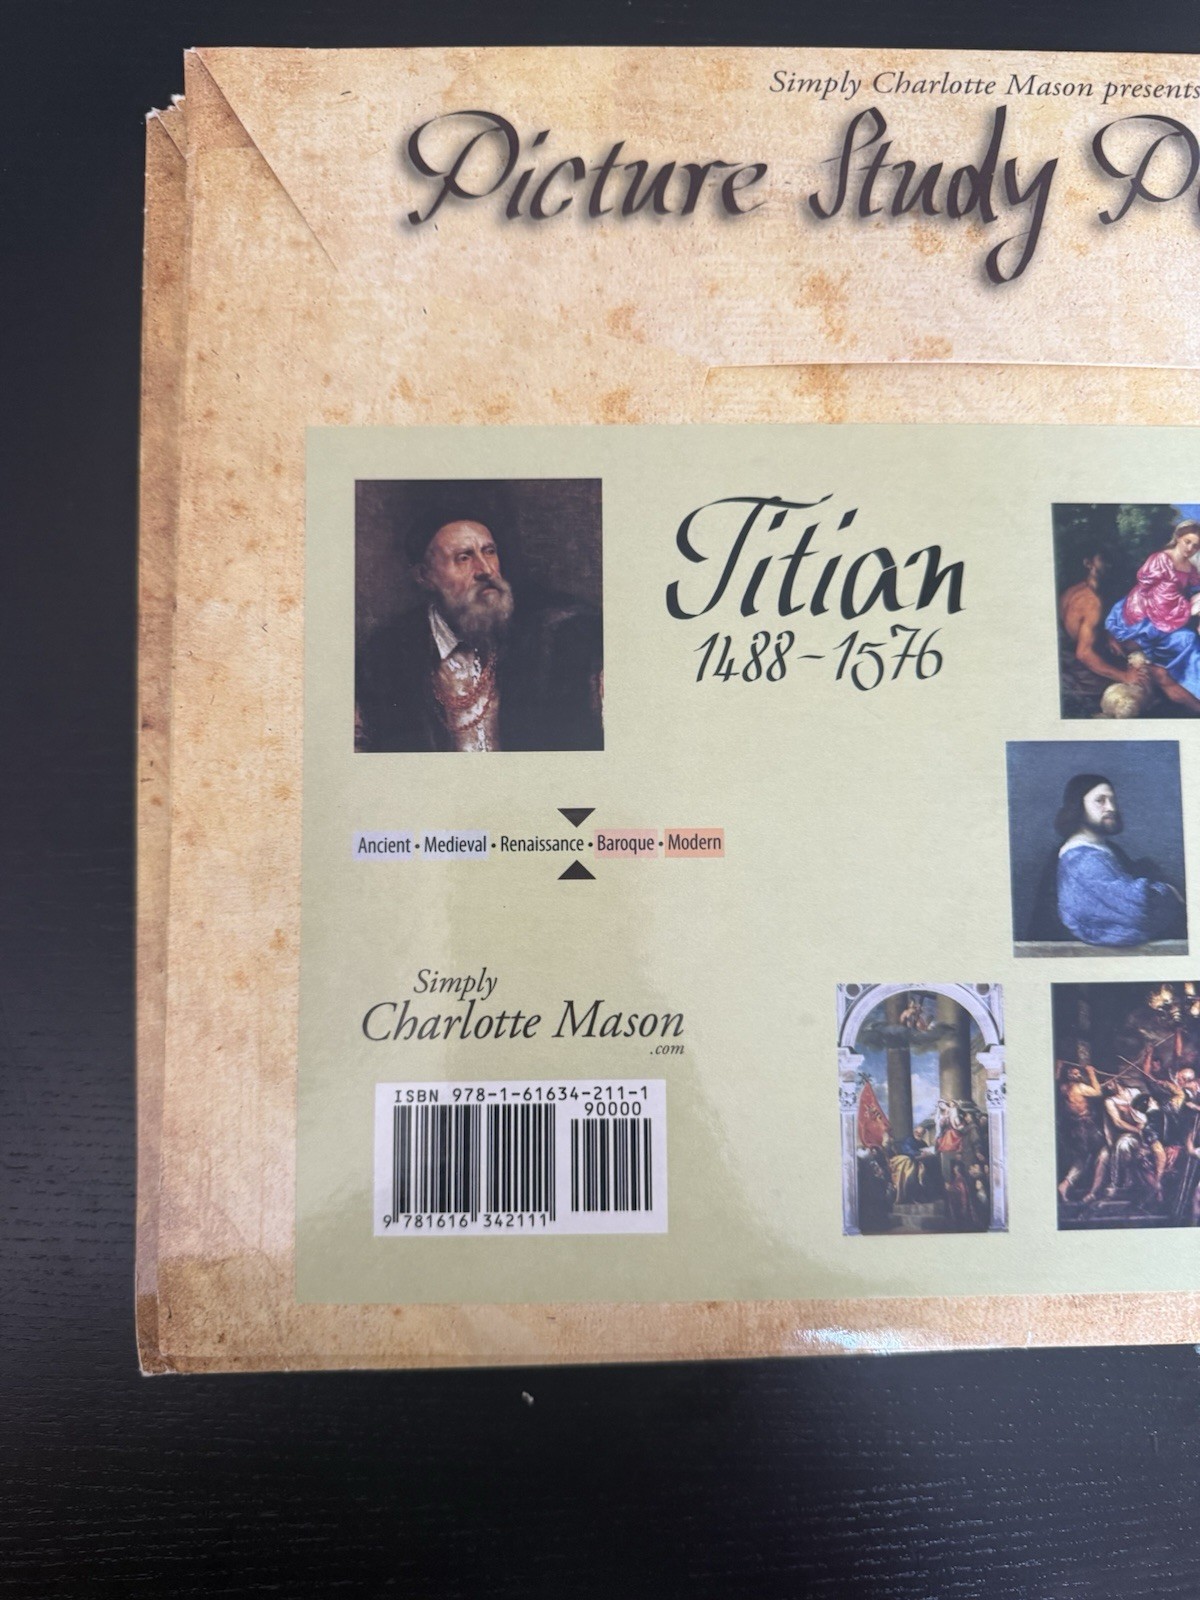 Simply Charlotte Mason presents
Picture Study
Titian
1488-1576
Ancient • Medieval • Renaissance • Baroque • Modern
Simply
Charlotte Mason
.com
ISBN 978-1-61634-211-1
90000
9 781616 342111